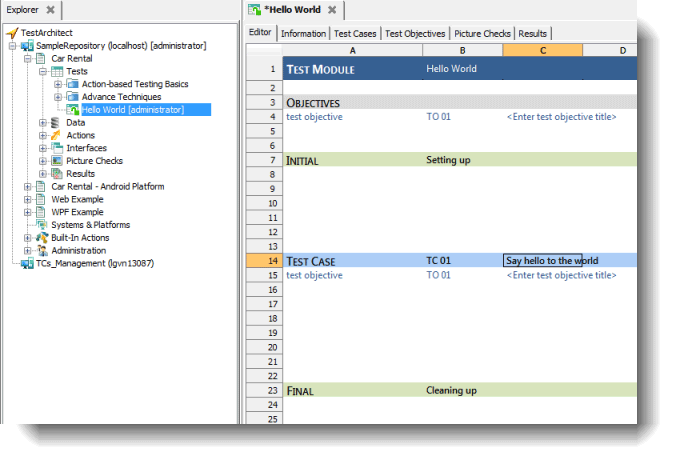 Explorer
TestArchitect
SampleRepository (localhost) [administrator]
Car Rental
Tests
Action-based Testing Basics
Advance Techniques
Hello World [administrator]
Data
Actions
Interfaces
Picture Checks
Results
Car Rental - Android Platform
Web Example
WPF Example
Systems & Platforms
Built-In Actions
Administration
TCs_Management (lgvn13087)
*Hello World
Editor Information Test Cases Test Objectives Picture Checks Results
A B C D
1 TEST MODULE Hello World
2
3 OBJECTIVES
4 test objective TO 01 <Enter test objective title>
5
6
7 INITIAL Setting up
8
9
10
11
12
13
14 TEST CASE TC 01 Say hello to the world
15 test objective TO 01 <Enter test objective title>
16
17
18
19
20
21
22
23 FINAL Cleaning up
24
25